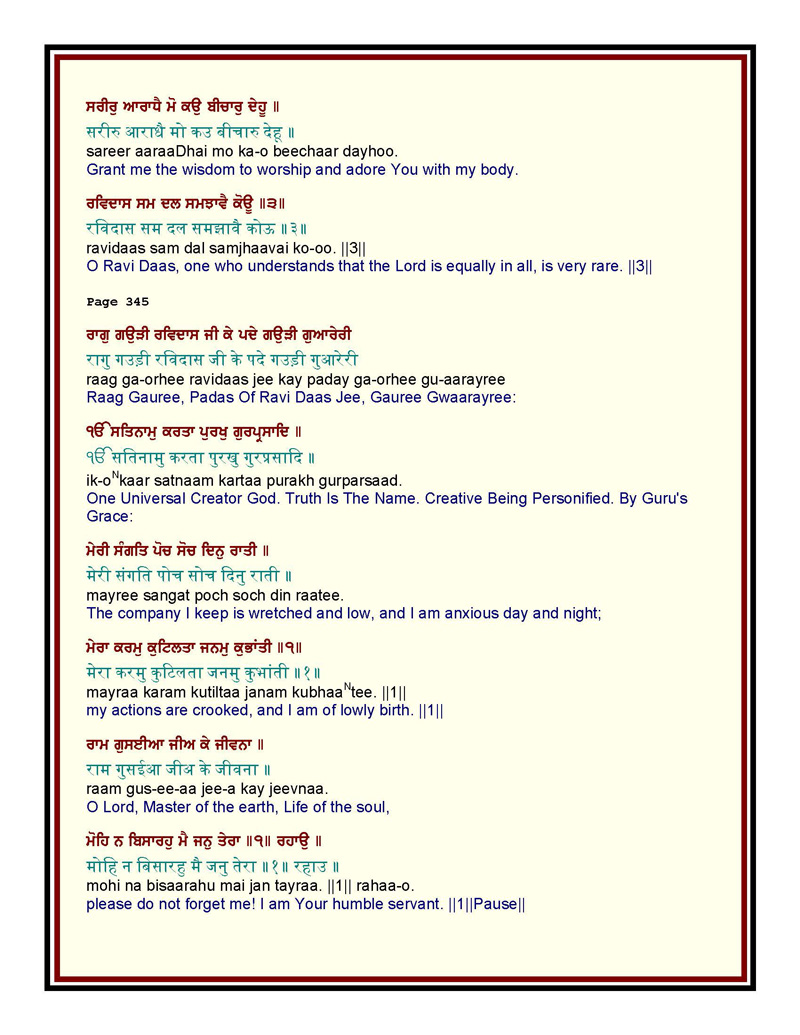 ਸਰੀਰੁ ਆਰਾਧੈ ਮੋ ਕਉ ਬੀਚਾਰੁ ਦੇਹੂ ॥
सरीरु आराधै मो कउ बीचारु देहू ॥
sareer aaraaDhai mo ka-o beechaar dayhoo.
Grant me the wisdom to worship and adore You with my body.
ਰਵਿਦਾਸ ਸਮ ਦਲ ਸਮਝਾਵੈ ਕੋਊ ॥੩॥
रविदास सम दल समझावै कोऊ ॥३॥
ravidaas sam dal samjhaavai ko-oo. ||3||
O Ravi Daas, one who understands that the Lord is equally in all, is very rare. ||3||
Page 345
ਰਾਗੁ ਗਉੜੀ ਰਵਿਦਾਸ ਜੀ ਕੇ ਪਦੇ ਗਉੜੀ ਗੁਆਰੇਰੀ
रागु गउड़ी रविदास जी के पदे गउड़ी गुआरेरी
raag ga-orhee ravidaas jee kay paday ga-orhee gu-aarayree
Raag Gauree, Padas Of Ravi Daas Jee, Gauree Gwaarayree:
ੴ ਸਤਿਨਾਮੁ ਕਰਤਾ ਪੁਰਖੁ ਗੁਰਪ੍ਰਸਾਦਿ ॥
ੴ सतिनामु करता पुरखु गुरप्रसादि ॥
ik-oNkaar satnaam kartaa purakh gurparsaad.
One Universal Creator God. Truth Is The Name. Creative Being Personified. By Guru's
Grace:
ਮੇਰੀ ਸੰਗਤਿ ਪੋਚ ਸੋਚ ਦਿਨੁ ਰਾਤੀ ॥
मेरी संगति पोच सोच दिनु राती ॥
mayree sangat poch soch din raatee.
The company I keep is wretched and low, and I am anxious day and night;
ਮੇਰਾ ਕਰਮੁ ਕੁਟਿਲਤਾ ਜਨਮੁ ਕੁਭਾਂਤੀ ॥੧॥
मेरा करमु कुटिलता जनमु कुभांती ॥१॥
mayraa karam kutiltaa janam kubhaaNtee. ||1||
my actions are crooked, and I am of lowly birth. ||1||
ਰਾਮ ਗੁਸਈਆ ਜੀਅ ਕੇ ਜੀਵਨਾ ॥
राम गुसईआ जीअ के जीवना ॥
raam gus-ee-aa jee-a kay jeevnaa.
O Lord, Master of the earth, Life of the soul,
ਮੋਹਿ ਨ ਬਿਸਾਰਹੁ ਮੈ ਜਨੁ ਤੇਰਾ ॥੧॥ ਰਹਾਉ ॥
मोहि न बिसारहु मै जनु तेरा ॥१॥ रहाउ ॥
mohi na bisaarahu mai jan tayraa. ||1|| rahaa-o.
please do not forget me! I am Your humble servant. ||1||Pause||